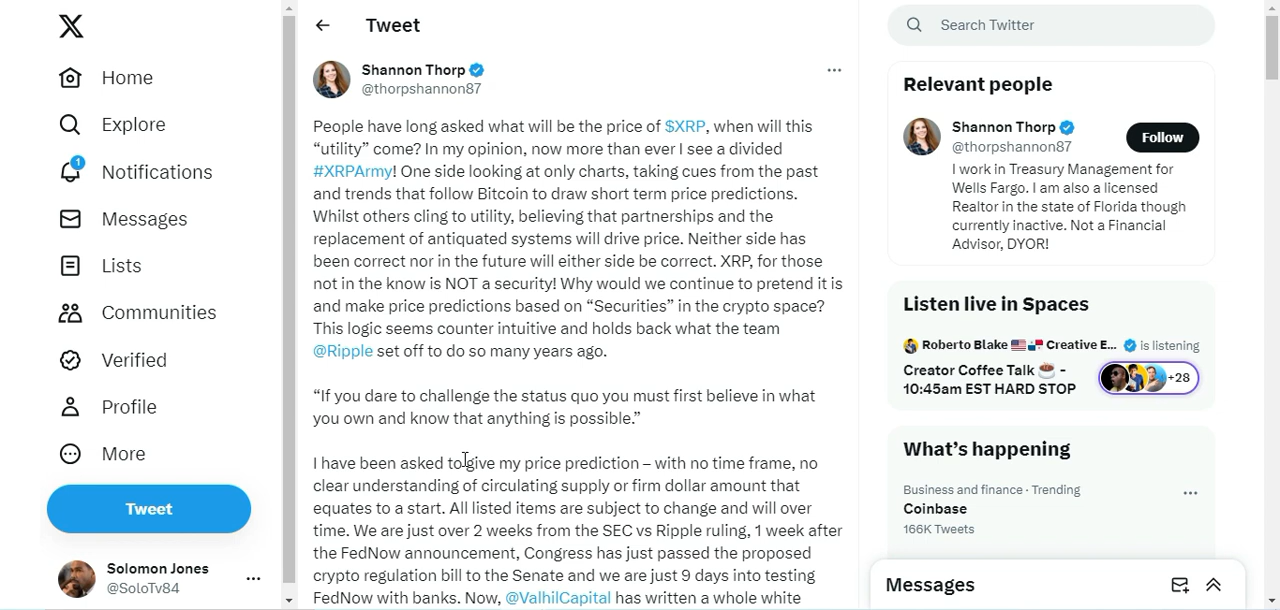 Home
Explore
1
Notifications
Messages
Lists
Communities
Verified
Profile
More
Tweet
Solomon Jones
@SoloTv84
Tweet
Shannon Thorp
@thorpshannon87
People have long asked what will be the price of $XRP, when will this
“utility” come? In my opinion, now more than ever I see a divided
#XRPArmy! One side looking at only charts, taking cues from the past
and trends that follow Bitcoin to draw short term price predictions.
Whilst others cling to utility, believing that partnerships and the
replacement of antiquated systems will drive price. Neither side has
been correct nor in the future will either side be correct. XRP, for those
not in the know is NOT a security! Why would we continue to pretend it is
and make price predictions based on “Securities” in the crypto space?
This logic seems counter intuitive and holds back what the team
@Ripple set off to do so many years ago.
“If you dare to challenge the status quo you must first believe in what
you own and know that anything is possible.”
I have been asked to give my price prediction – with no time frame, no
clear understanding of circulating supply or firm dollar amount that
equates to a start. All listed items are subject to change and will over
time. We are just over 2 weeks from the SEC vs Ripple ruling, 1 week after
the FedNow announcement, Congress has just passed the proposed
crypto regulation bill to the Senate and we are just 9 days into testing
FedNow with banks. Now, @ValhilCapital has written a whole white
Search Twitter
Relevant people
Shannon Thorp
@thorpshannon87
Follow
I work in Treasury Management for
Wells Fargo. I am also a licensed
Realtor in the state of Florida though
currently inactive. Not a Financial
Advisor, DYOR!
Listen live in Spaces
Roberto Blake Creative E... is listening
Creator Coffee Talk -
10:45am EST HARD STOP
+28
What’s happening
Business and finance · Trending
Coinbase
166K Tweets
Messages